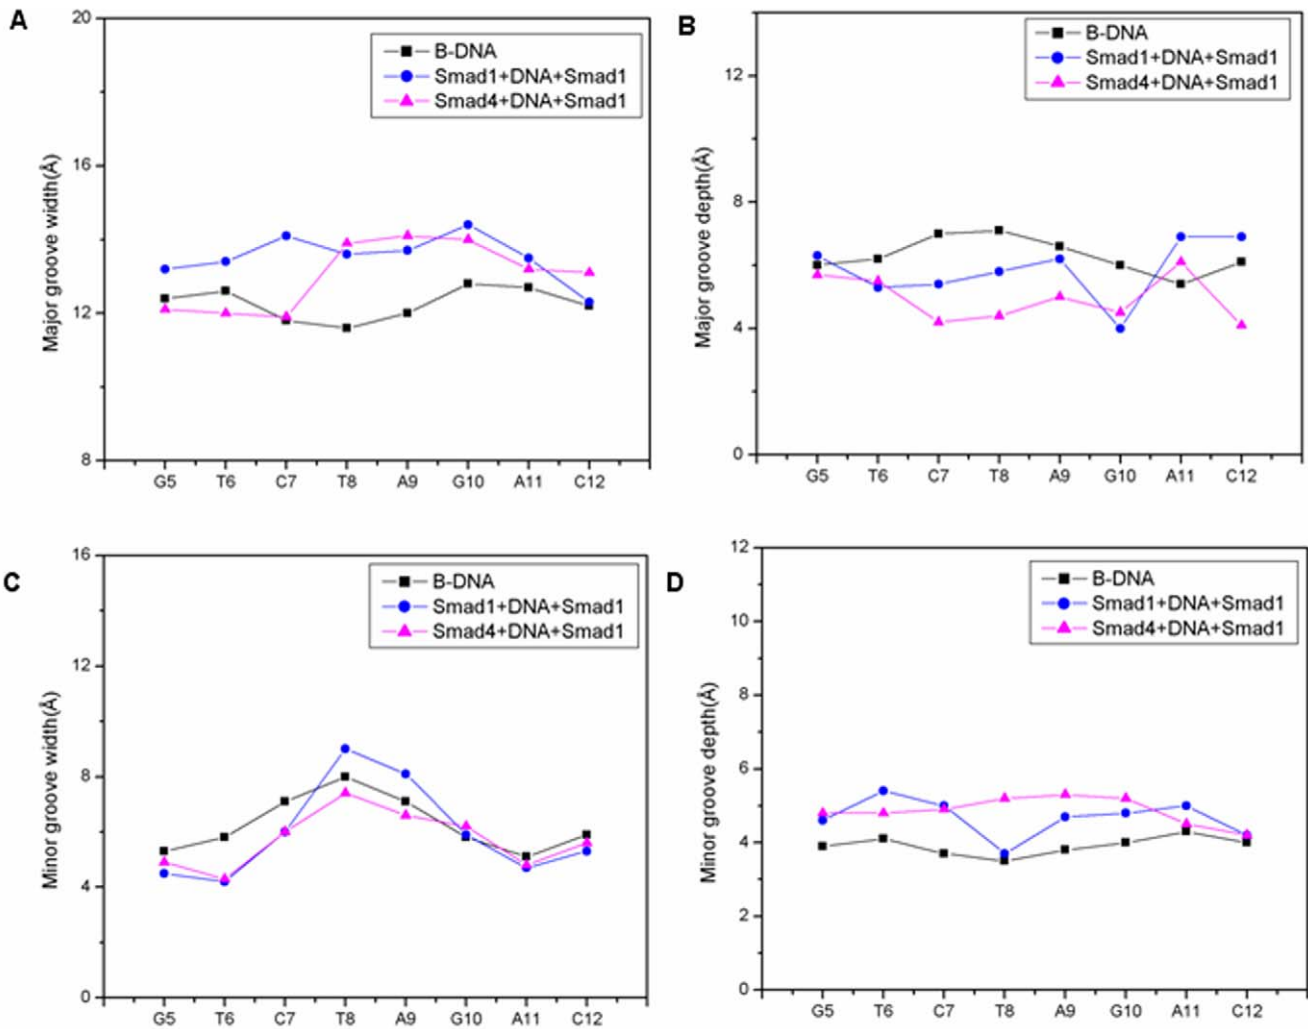 A
20
16
12
8
Major groove width(Å)
B-DNA
Smad1+DNA+Smad1
Smad4+DNA+Smad1
G5 T6 C7 T8 A9 G10 A11 C12
B
12
8
4
0
Major groove depth(Å)
B-DNA
Smad1+DNA+Smad1
Smad4+DNA+Smad1
G5 T6 C7 T8 A9 G10 A11 C12
C
16
12
8
4
0
Minor groove width(Å)
B-DNA
Smad1+DNA+Smad1
Smad4+DNA+Smad1
G5 T6 C7 T8 A9 G10 A11 C12
D
12
10
8
6
4
2
0
Minor groove depth(Å)
B-DNA
Smad1+DNA+Smad1
Smad4+DNA+Smad1
G5 T6 C7 T8 A9 G10 A11 C12